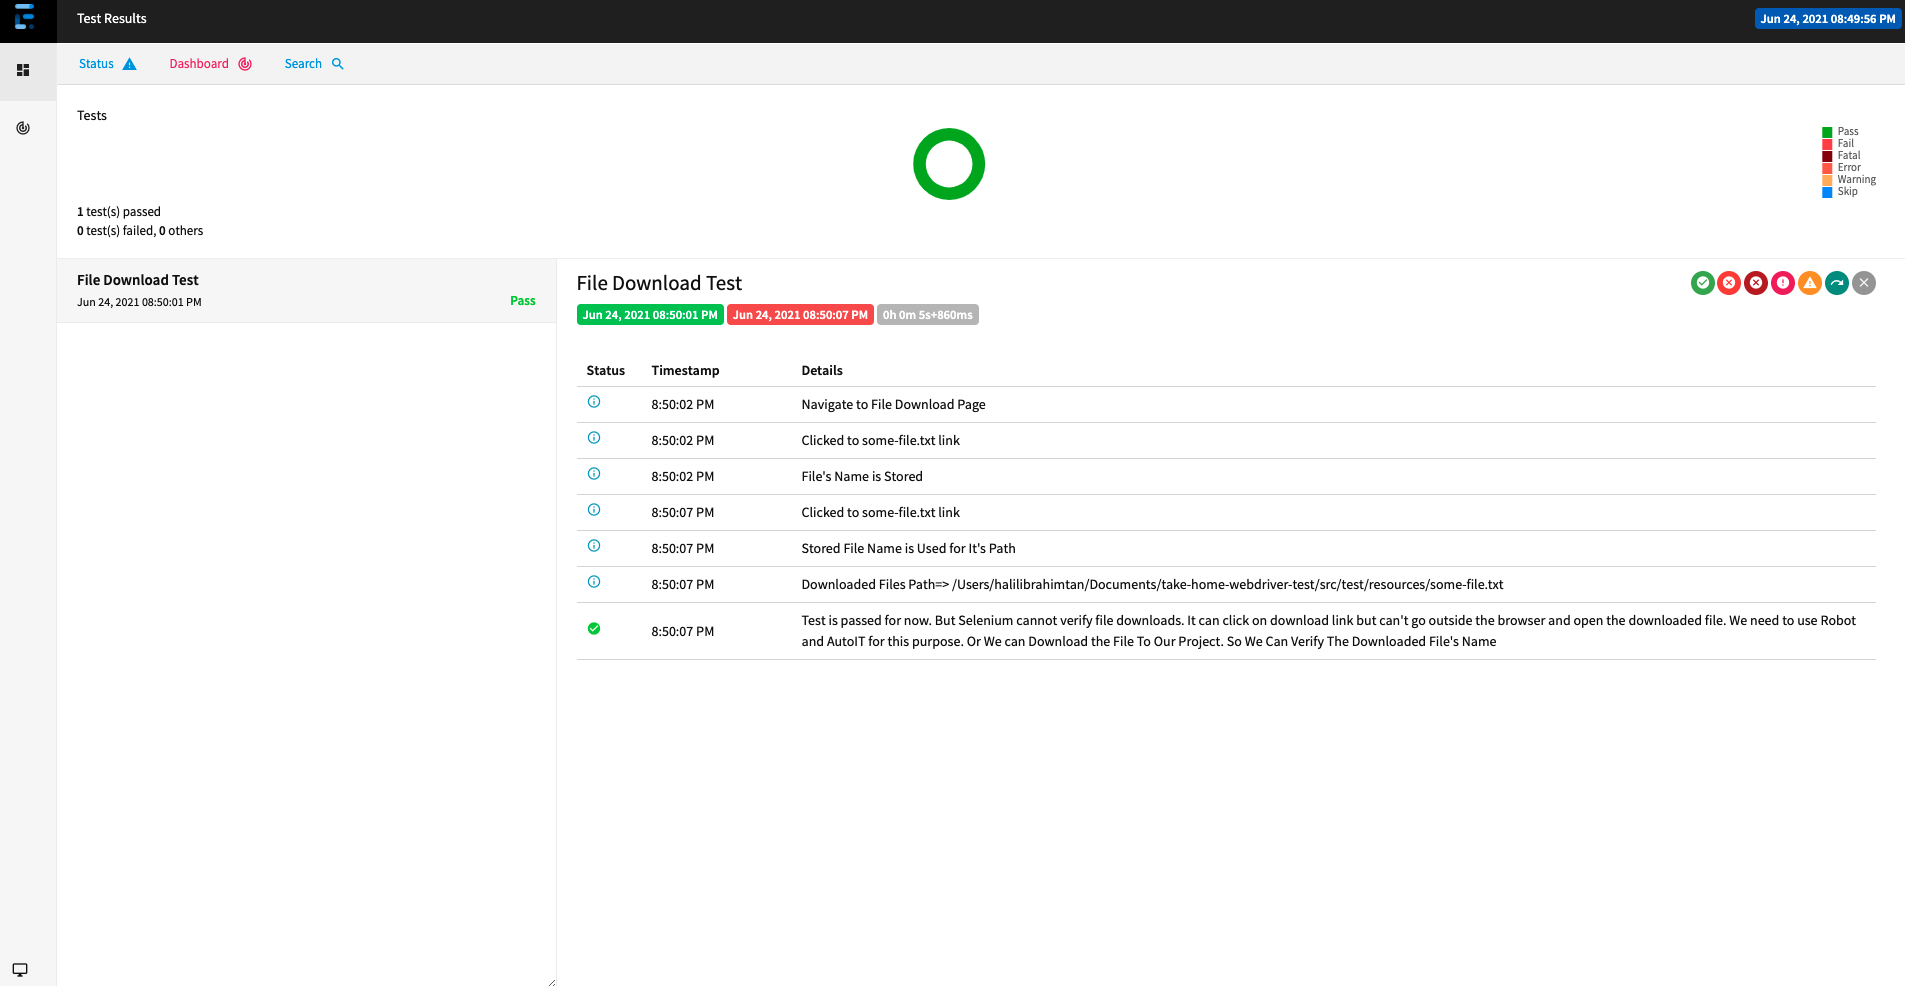 Test Results
Jun 24, 2021 08:49:56 PM
Status
Dashboard
Search
Tests
1 test(s) passed
0 test(s) failed, 0 others
Pass
Fail
Fatal
Error
Warning
Skip
File Download Test
Jun 24, 2021 08:50:01 PM
Pass
File Download Test
Jun 24, 2021 08:50:01 PM Jun 24, 2021 08:50:07 PM 0h 0m 5s+860ms
Status Timestamp Details
8:50:02 PM Navigate to File Download Page
8:50:02 PM Clicked to some-file.txt link
8:50:02 PM File's Name is Stored
8:50:07 PM Clicked to some-file.txt link
8:50:07 PM Stored File Name is Used for It's Path
8:50:07 PM Downloaded Files Path=> /Users/halilibrahimtan/Documents/take-home-webdriver-test/src/test/resources/some-file.txt
8:50:07 PM Test is passed for now. But Selenium cannot verify file downloads. It can click on download link but can't go outside the browser and open the downloaded file. We need to use Robot
and AutoIT for this purpose. Or We can Download the File To Our Project. So We Can Verify The Downloaded File's Name